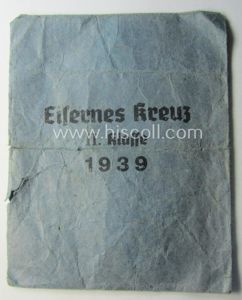 Eisernes Kreuz
www.hiscoll.com
II. Klasse
1939